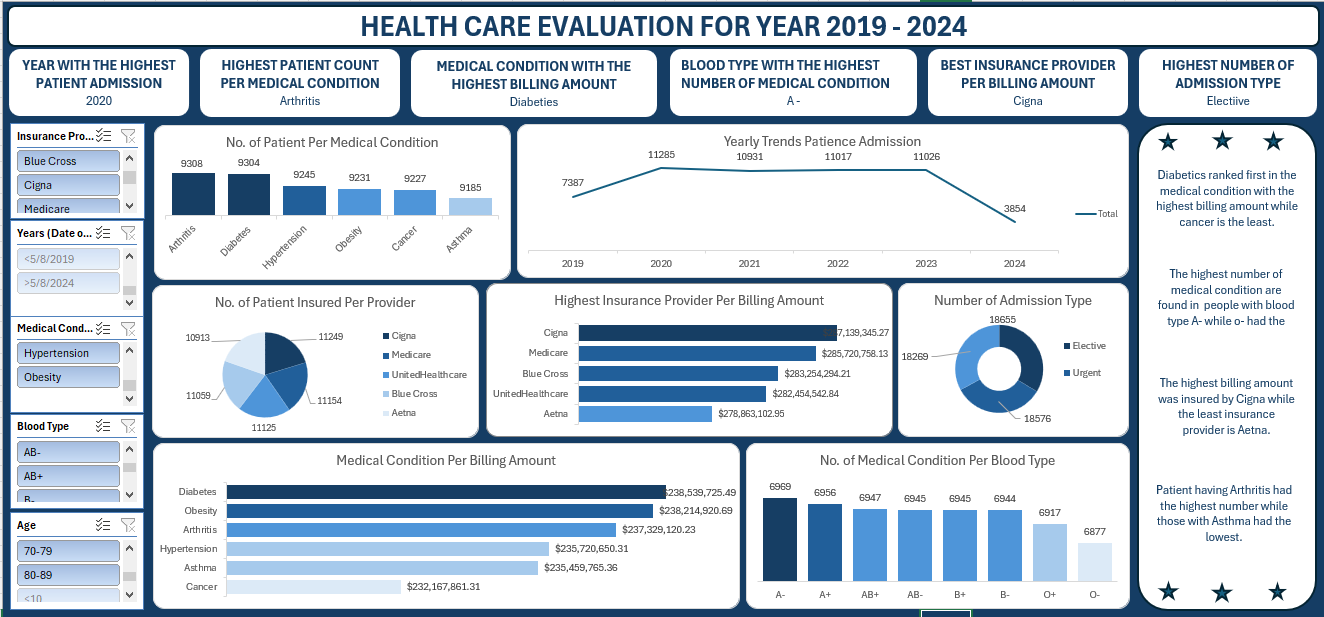 HEALTH CARE EVALUATION FOR YEAR 2019 - 2024
YEAR WITH THE HIGHEST
PATIENT ADMISSION
2020
HIGHEST PATIENT COUNT
PER MEDICAL CONDITION
Arthritis
MEDICAL CONDITION WITH THE
HIGHEST BILLING AMOUNT
Diabeties
BLOOD TYPE WITH THE HIGHEST
NUMBER OF MEDICAL CONDITION
A -
BEST INSURANCE PROVIDER
PER BILLING AMOUNT
Cigna
HIGHEST NUMBER OF
ADMISSION TYPE
Electiive
Insurance Pro...
Blue Cross
Cigna
Medicare
Years (Date o...
<5/8/2019
>5/8/2024
Medical Cond...
Hypertension
Obesity
Blood Type
AB-
AB+
B-
Age
70-79
80-89
<10
No. of Patient Per Medical Condition
9308
9304
9245
9231
9227
9185
Arthritis
Diabetes
Hypertension
Obesity
Cancer
Asthma
Yearly Trends Patience Admission
7387
11285
10931
11017
11026
3854
Total
2019
2020
2021
2022
2023
2024
No. of Patient Insured Per Provider
10913
11249
11059
11154
11125
Cigna
Medicare
UnitedHealthcare
Blue Cross
Aetna
Highest Insurance Provider Per Billing Amount
Cigna
7,139,345.27
Medicare
$285,720,758.13
Blue Cross
$283,254,294.21
UnitedHealthcare
$282,454,542.84
Aetna
$278,863,102.95
Number of Admission Type
18655
18269
18576
Elective
Urgent
Medical Condition Per Billing Amount
Diabetes
$238,539,725.49
Obesity
$238,214,920.69
Arthritis
$237,329,120.23
Hypertension
$235,720,650.31
Asthma
$235,459,765.36
Cancer
$232,167,861.31
No. of Medical Condition Per Blood Type
6969
6956
6947
6945
6945
6944
6917
6877
A-
A+
AB+
AB-
B+
B-
O+
O-
Diabetics ranked first in the
medical condition with the
highest billing amount while
cancer is the least.
The highest number of
medical condition are
found in people with blood
type A- while o- had the
The highest billing amount
was insured by Cigna while
the least insurance
provider is Aetna.
Patient having Arthritis had
the highest number while
those with Asthma had the
lowest.